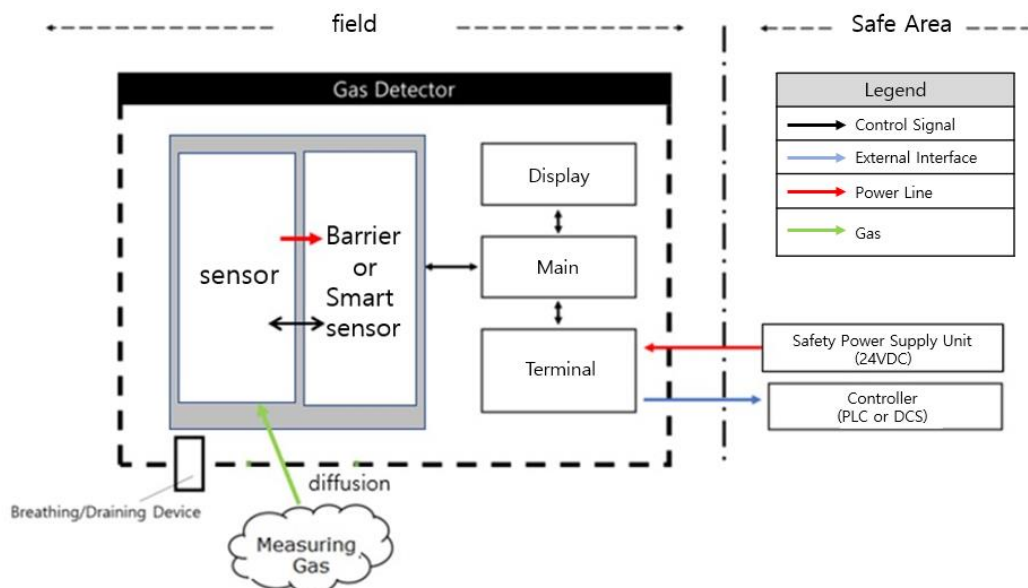 field
Safe Area
Gas Detector
Legend
Control Signal
External Interface
Power Line
Gas
sensor
Barrier
or
Smart
sensor
Display
Main
Terminal
Safety Power Supply Unit
(24VDC)
Controller
(PLC or DCS)
diffusion
Breathing/Draining Device
Measuring
Gas